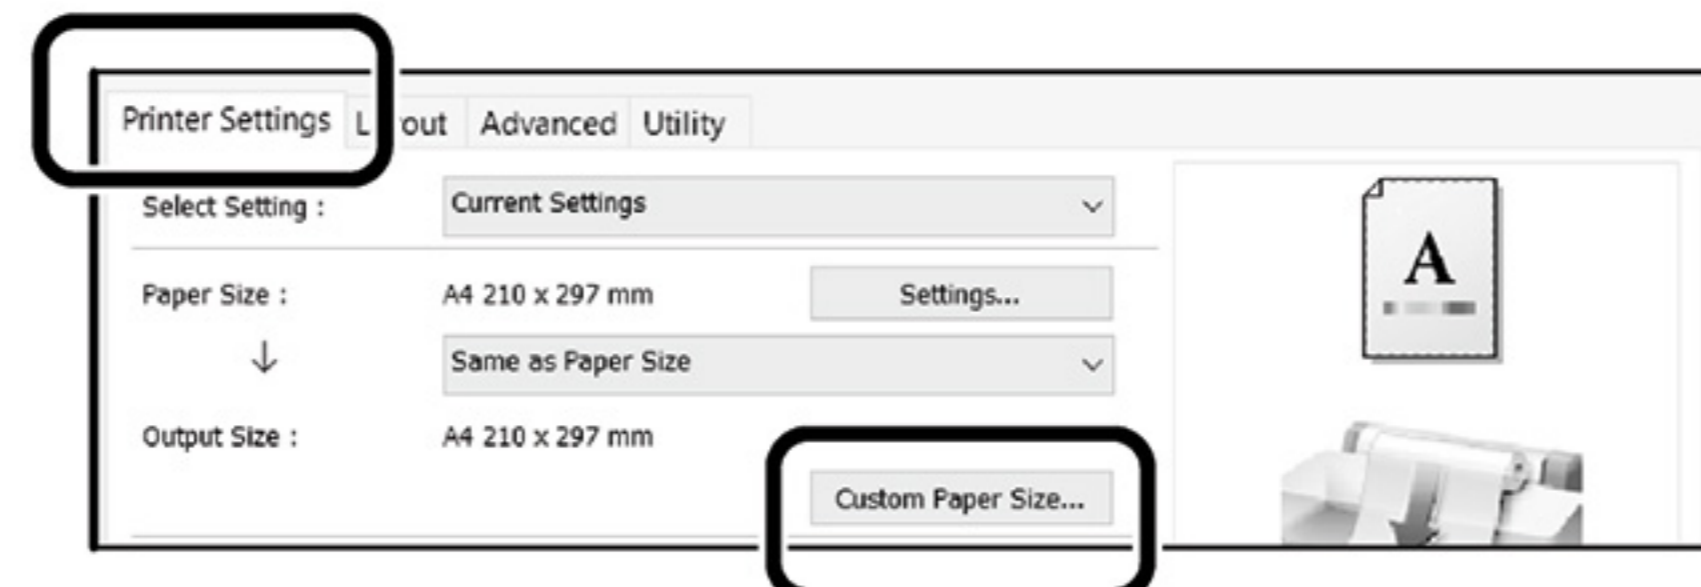 Printer Settings L out Advanced Utility
Select Setting : Current Settings
Paper Size : A4 210 x 297 mm Settings...
Same as Paper Size
Output Size : A4 210 x 297 mm
Custom Paper Size...
A